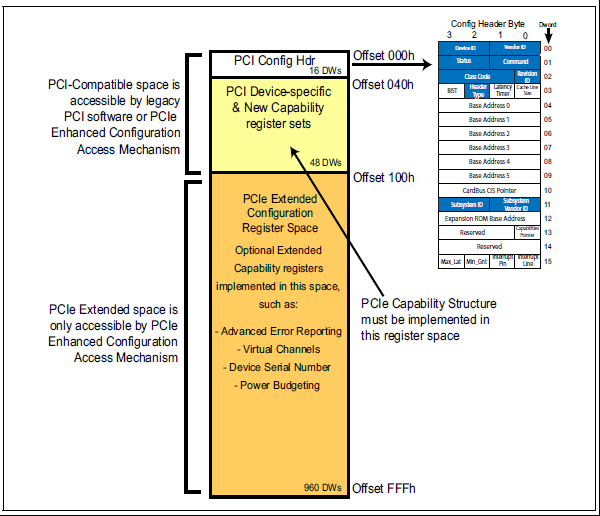 Config Header Byte
Dword
3 2 1 0
Device ID Vendor ID 00
Status Command 01
Class Code Revision ID 02
BIST Header Type Latency Timer Cache Line Size 03
Base Address 0 04
Base Address 1 05
Base Address 2 06
Base Address 3 07
Base Address 4 08
Base Address 5 09
CardBus CIS Pointer 10
Subsystem ID Subsystem Vendor ID 11
Expansion ROM Base Address 12
Reserved Capabilities Pointer 13
Reserved 14
Max_Lat Min_Gnt Interrupt Pin Interrupt Line 15
PCI Config Hdr
16 DWs
Offset 000h
Offset 040h
PCI-Compatible space is
accessible by legacy
PCI software or PCIe
Enhanced Configuration
Access Mechanism
PCI Device-specific
& New Capability
register sets
48 DWs
Offset 100h
PCIe Extended
Configuration
Register Space
Optional Extended
Capability registers
implemented in this space,
such as:
- Advanced Error Reporting
- Virtual Channels
- Device Serial Number
- Power Budgeting
960 DWs
Offset FFFh
PCIe Extended space is
only accessible by PCIe
Enhanced Configuration
Access Mechanism
PCIe Capability Structure
must be implemented in
this register space